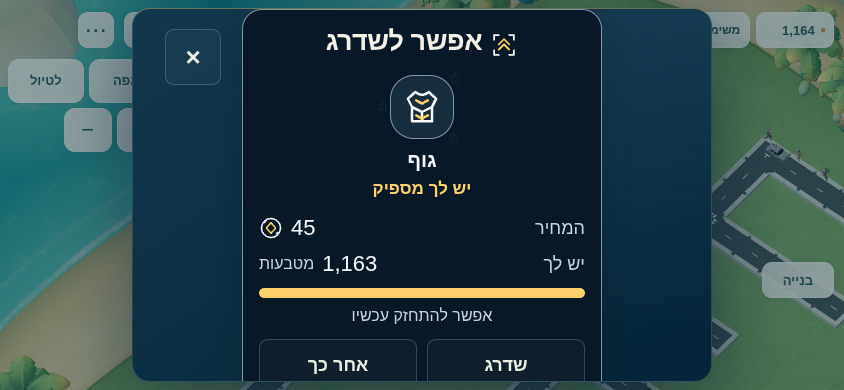 1,164
משימ
...
לטיול
מפה
–
בנייה
×
אפשר לשדרג
גוף
יש לך מספיק
המחיר 45
יש לך 1,163 מטבעות
אפשר להתחזק עכשיו
שדרג
אחר כך